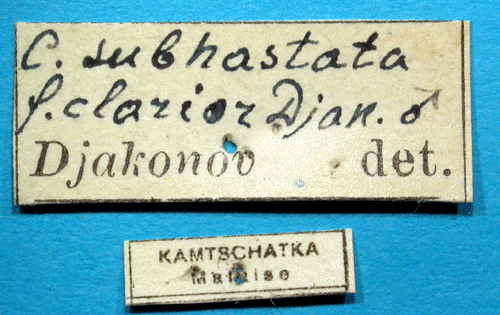 C. subhastata
f. clarior Djak. ♂
Djakonov det.
KAMTSCHATKA
Malaise